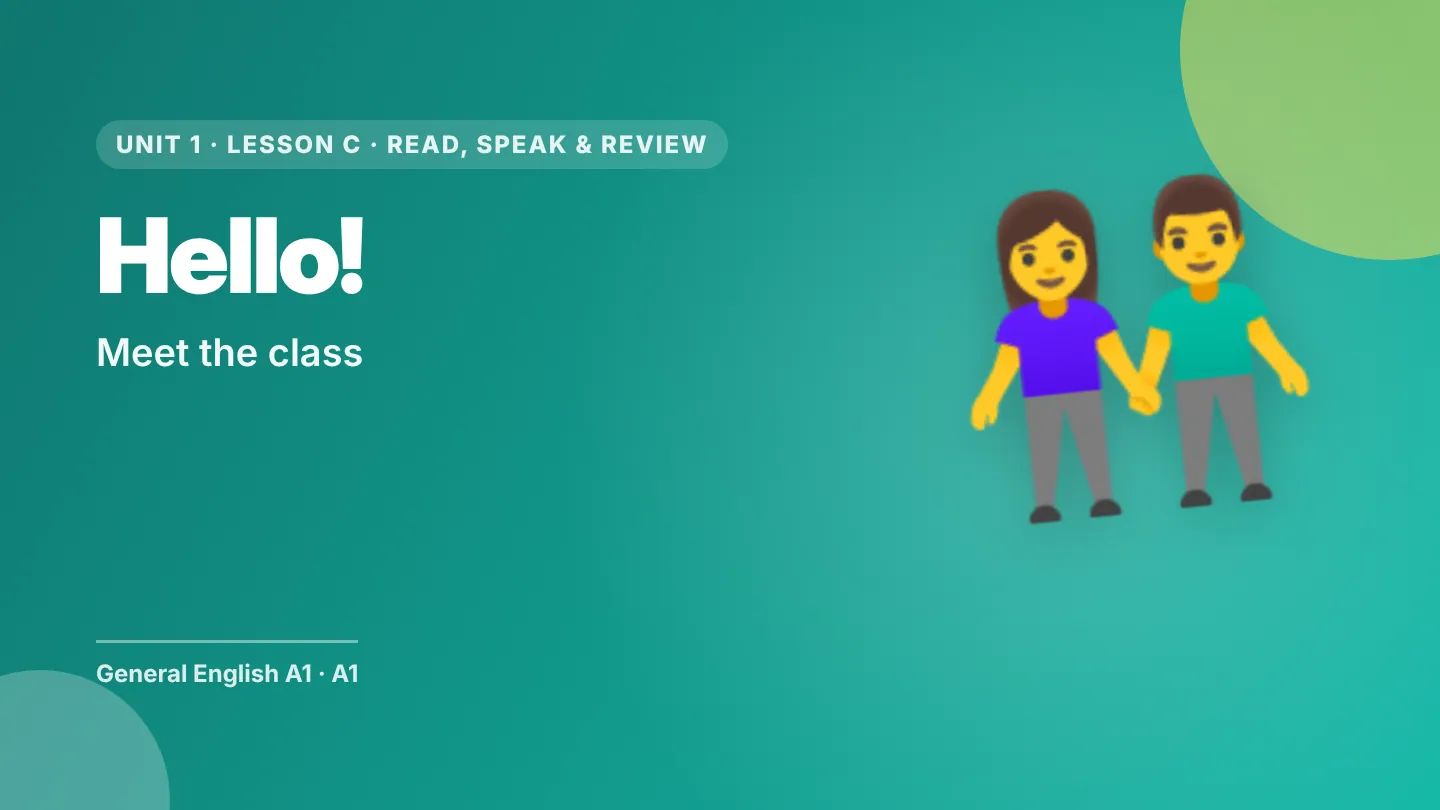 UNIT 1 · LESSON C · READ, SPEAK & REVIEW
Hello!
Meet the class
General English A1 · A1